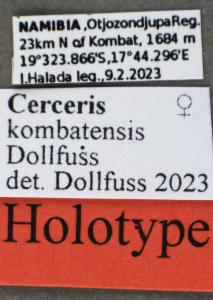 NAMIBIA, Otjozondjupa Reg.
23km N of Kombat, 1684 m
19°323.866'S, 17°44.296'E
J.Halada leg., 9.2.2023
Cerceris ♀
kombatensis
Dollfuss
det. Dollfuss 2023
Holotype